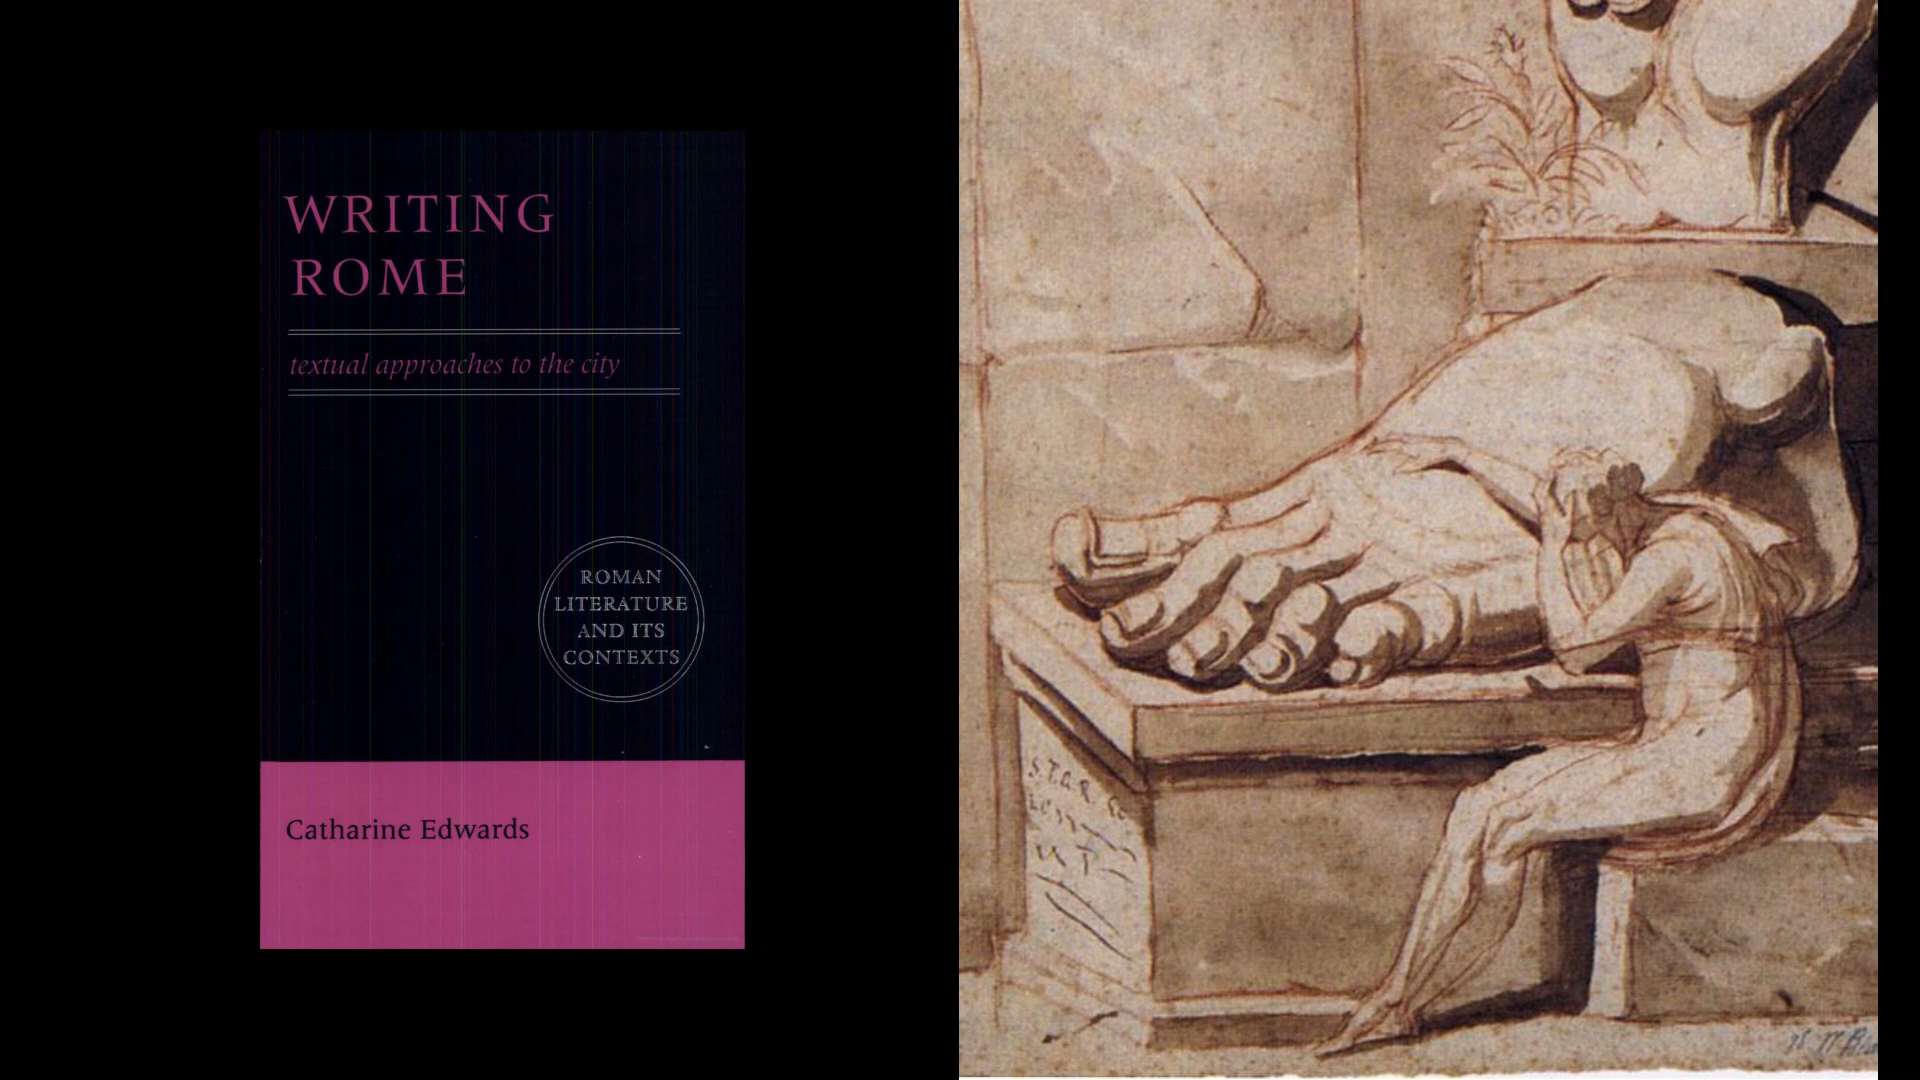 WRITING
ROME
textual approaches to the city
ROMAN
LITERATURE
AND ITS
CONTEXTS
Catharine Edwards
S.T.Q.R.